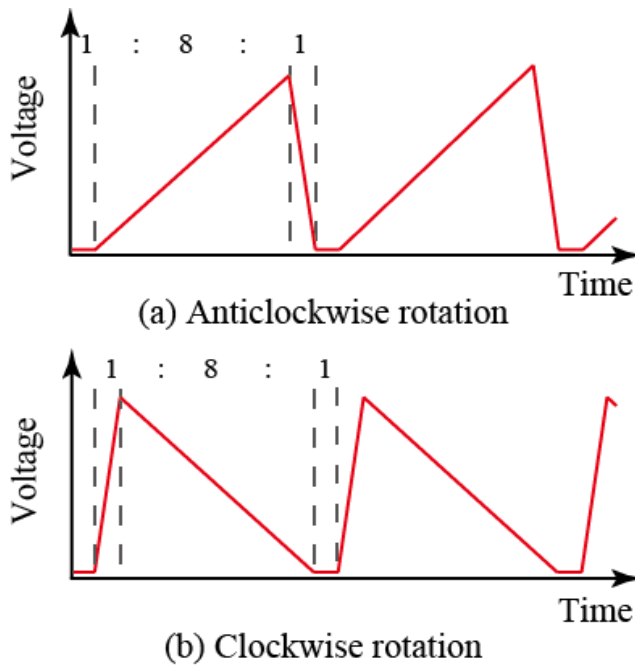 1 : 8 : 1
Voltage
Time
(a) Anticlockwise rotation
1 : 8 : 1
Voltage
Time
(b) Clockwise rotation